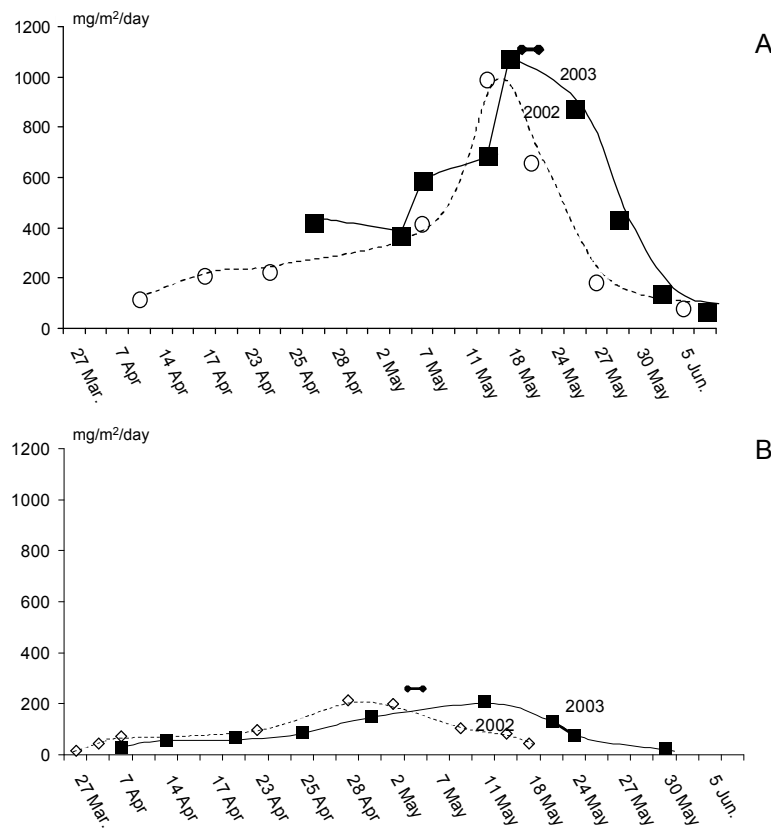 mg/m²/day
A
1200
1000
800
600
400
200
0
2003
2002
27 Mar.
7 Apr
14 Apr
17 Apr
23 Apr
25 Apr
28 Apr
2 May
7 May
11 May
18 May
24 May
27 May
30 May
5 Jun.
mg/m²/day
B
1200
1000
800
600
400
200
0
2003
2002
27 Mar.
7 Apr
14 Apr
17 Apr
23 Apr
25 Apr
28 Apr
2 May
7 May
11 May
18 May
24 May
27 May
30 May
5 Jun.